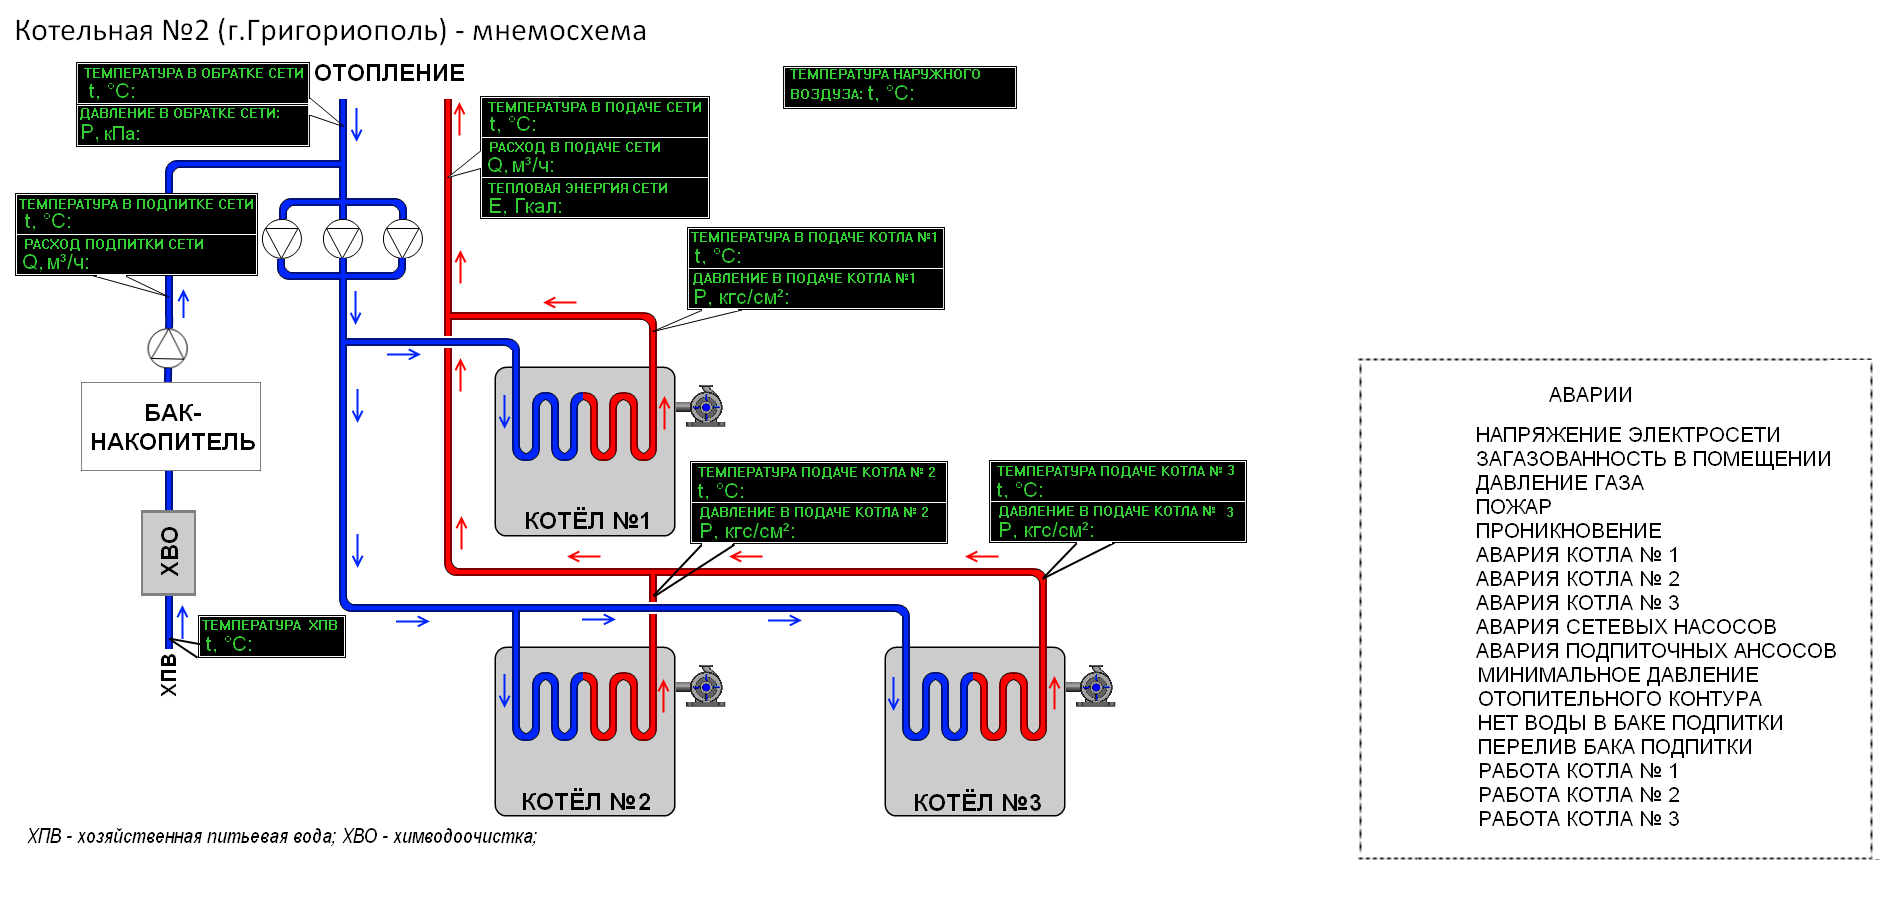 Котельная №2 (г.Григориополь) - мнемосхема
ТЕМПЕРАТУРА В ОБРАТКЕ СЕТИ
t, °C:
ДАВЛЕНИЕ В ОБРАТКЕ СЕТИ:
P, кПа:
ОТОПЛЕНИЕ
ТЕМПЕРАТУРА В ПОДАЧЕ СЕТИ
t, °C:
РАСХОД В ПОДАЧЕ СЕТИ
Q, м³/ч:
ТЕПЛОВАЯ ЭНЕРГИЯ СЕТИ
E, Гкал:
ТЕМПЕРАТУРА НАРУЖНОГО
ВОЗДУЗА: t, °C:
ТЕМПЕРАТУРА В ПОДПИТКЕ СЕТИ
t, °C:
РАСХОД ПОДПИТКИ СЕТИ
Q, м³/ч:
ТЕМПЕРАТУРА В ПОДАЧЕ КОТЛА №1
t, °C:
ДАВЛЕНИЕ В ПОДАЧЕ КОТЛА №1
P, кгс/см²:
БАК-
НАКОПИТЕЛЬ
ХВО
ТЕМПЕРАТУРА ХПВ
t, °C:
ХПВ
КОТЁЛ №1
ТЕМПЕРАТУРА ПОДАЧЕ КОТЛА № 2
t, °C:
ДАВЛЕНИЕ В ПОДАЧЕ КОТЛА № 2
P, кгс/см²:
ТЕМПЕРАТУРА ПОДАЧЕ КОТЛА № 3
t, °C:
ДАВЛЕНИЕ В ПОДАЧЕ КОТЛА № 3
P, кгс/см²:
КОТЁЛ №2
КОТЁЛ №3
ХПВ - хозяйственная питьевая вода; ХВО - химводоочистка;
АВАРИИ
НАПРЯЖЕНИЕ ЭЛЕКТРОСЕТИ
ЗАГАЗОВАННОСТЬ В ПОМЕЩЕНИИ
ДАВЛЕНИЕ ГАЗА
ПОЖАР
ПРОНИКНОВЕНИЕ
АВАРИЯ КОТЛА № 1
АВАРИЯ КОТЛА № 2
АВАРИЯ КОТЛА № 3
АВАРИЯ СЕТЕВЫХ НАСОСОВ
АВАРИЯ ПОДПИТОЧНЫХ АНСОСОВ
МИНИМАЛЬНОЕ ДАВЛЕНИЕ
ОТОПИТЕЛЬНОГО КОНТУРА
НЕТ ВОДЫ В БАКЕ ПОДПИТКИ
ПЕРЕЛИВ БАКА ПОДПИТКИ
РАБОТА КОТЛА № 1
РАБОТА КОТЛА № 2
РАБОТА КОТЛА № 3